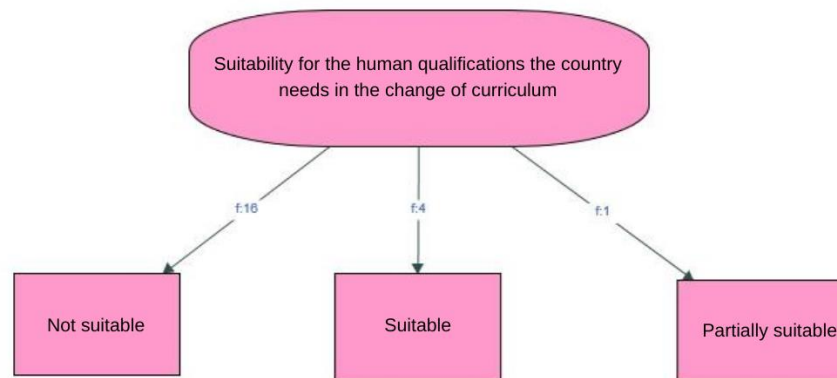 Suitability for the human qualifications the country
needs in the change of curriculum
f:16
f:4
f:1
Not suitable
Suitable
Partially suitable